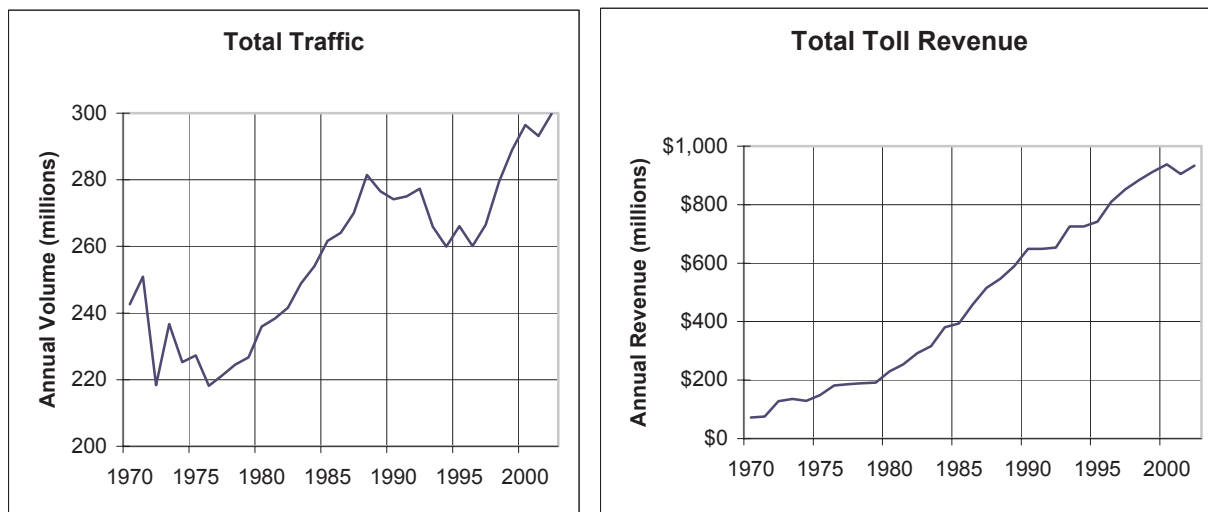 Total Traffic
Annual Volume (millions)
300
280
260
240
220
200
1970 1975 1980 1985 1990 1995 2000
Total Toll Revenue
Annual Revenue (millions)
$1,000
$800
$600
$400
$200
$0
1970 1975 1980 1985 1990 1995 2000